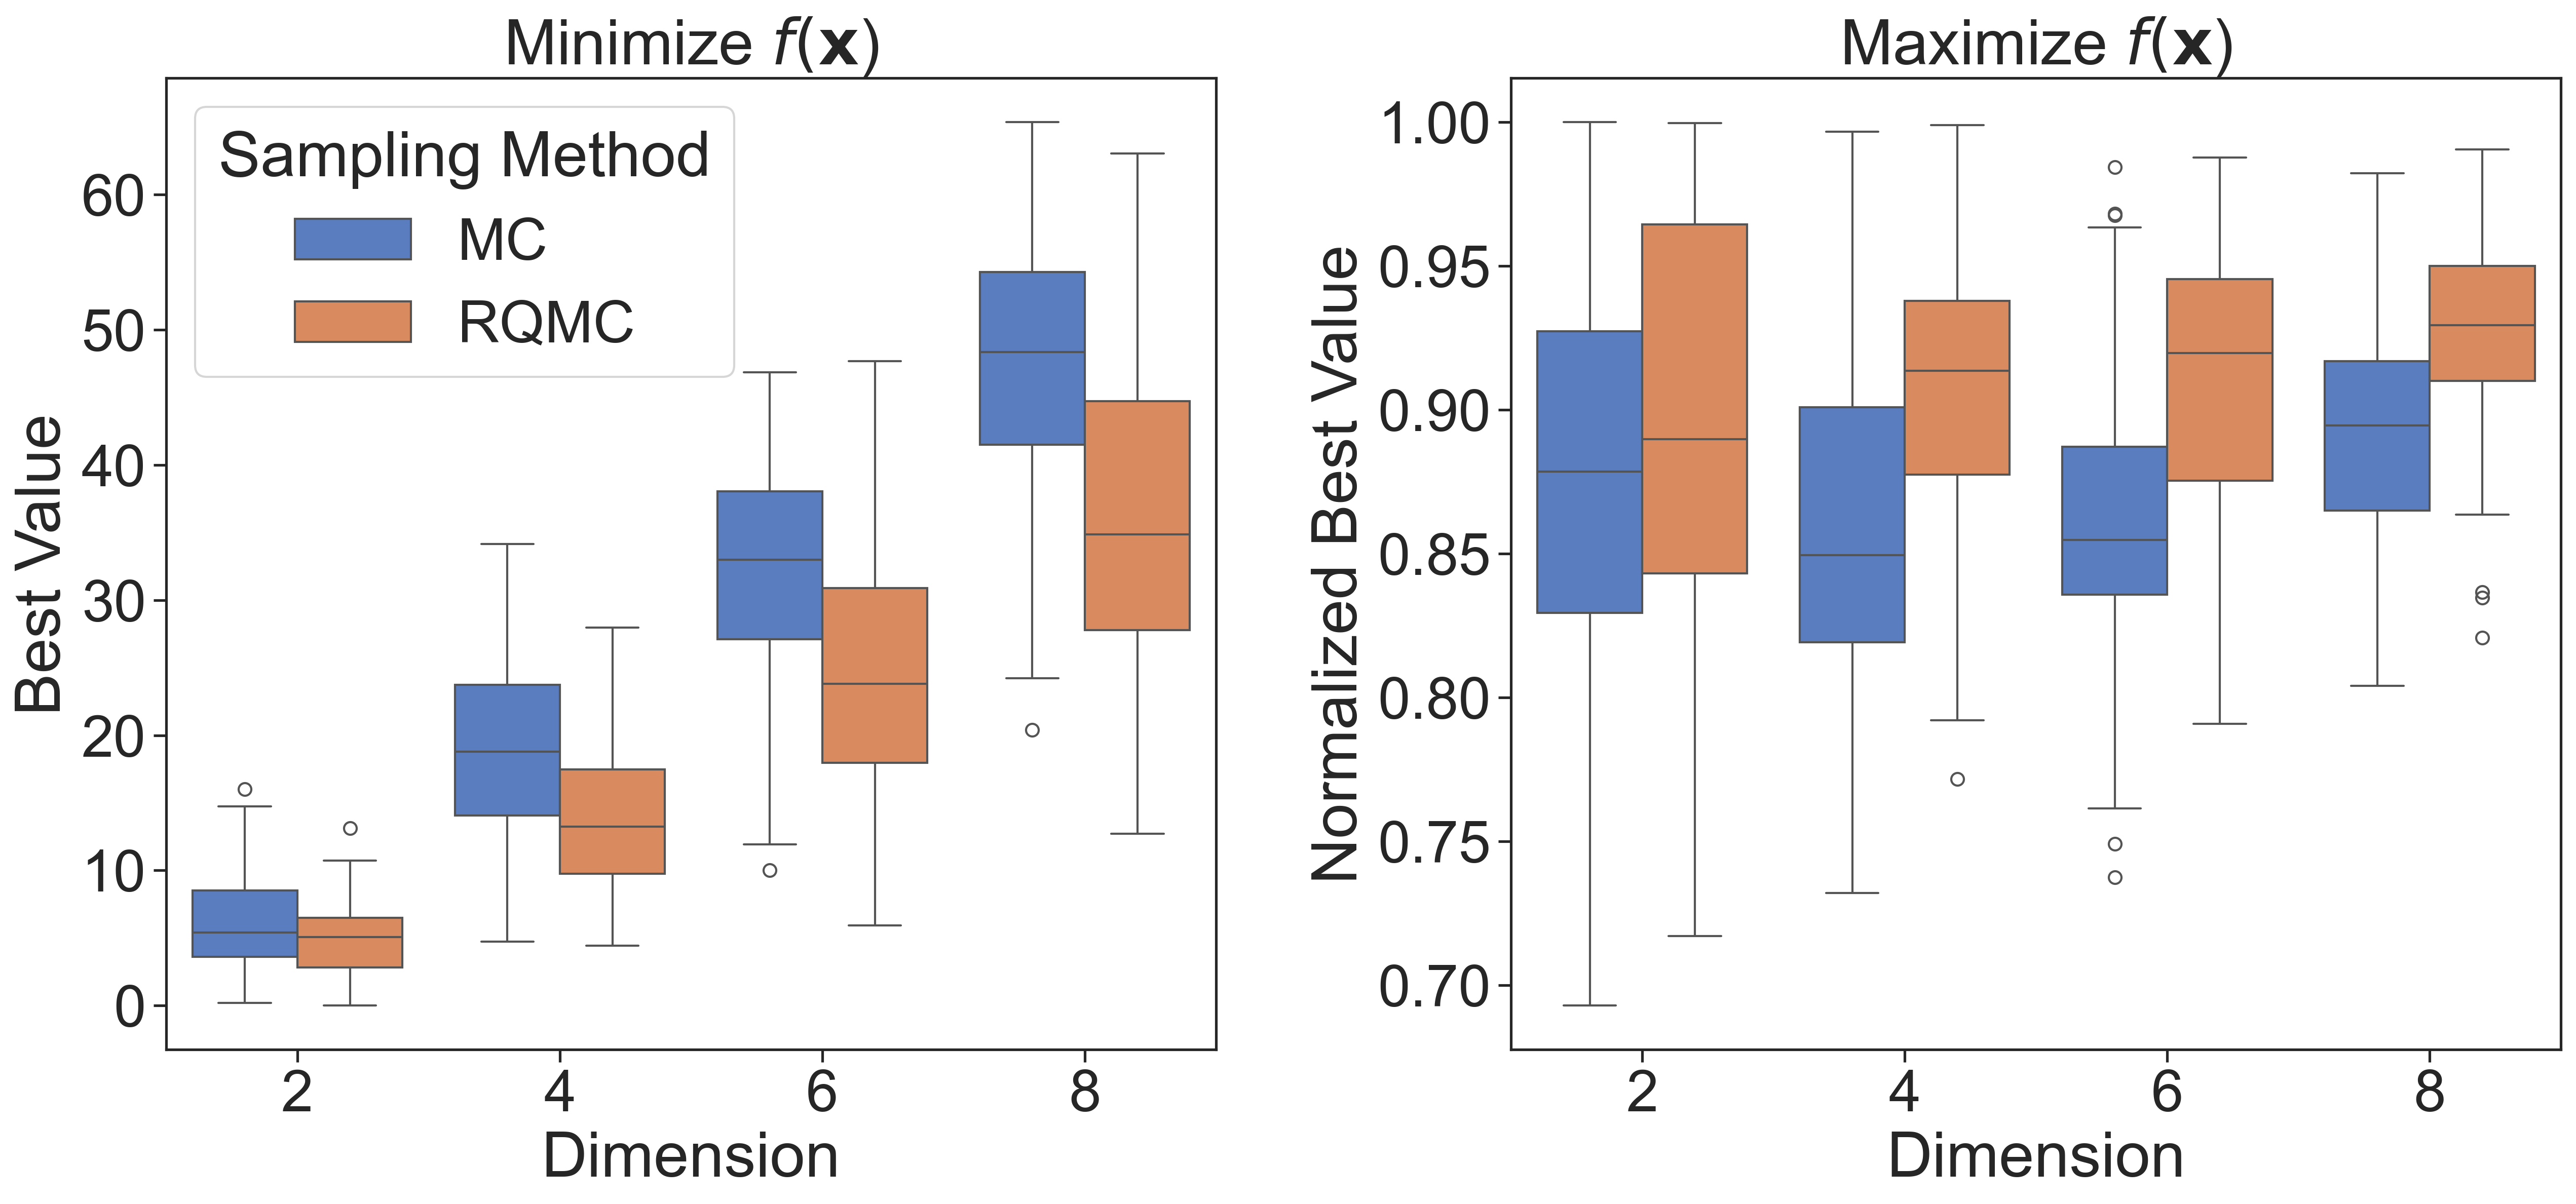 Minimize f(x)
Sampling Method
MC
RQMC
60
50
40
30
20
10
0
Best Value
2
4
6
8
Dimension
Maximize f(x)
1.00
0.95
0.90
0.85
0.80
0.75
0.70
Normalized Best Value
2
4
6
8
Dimension